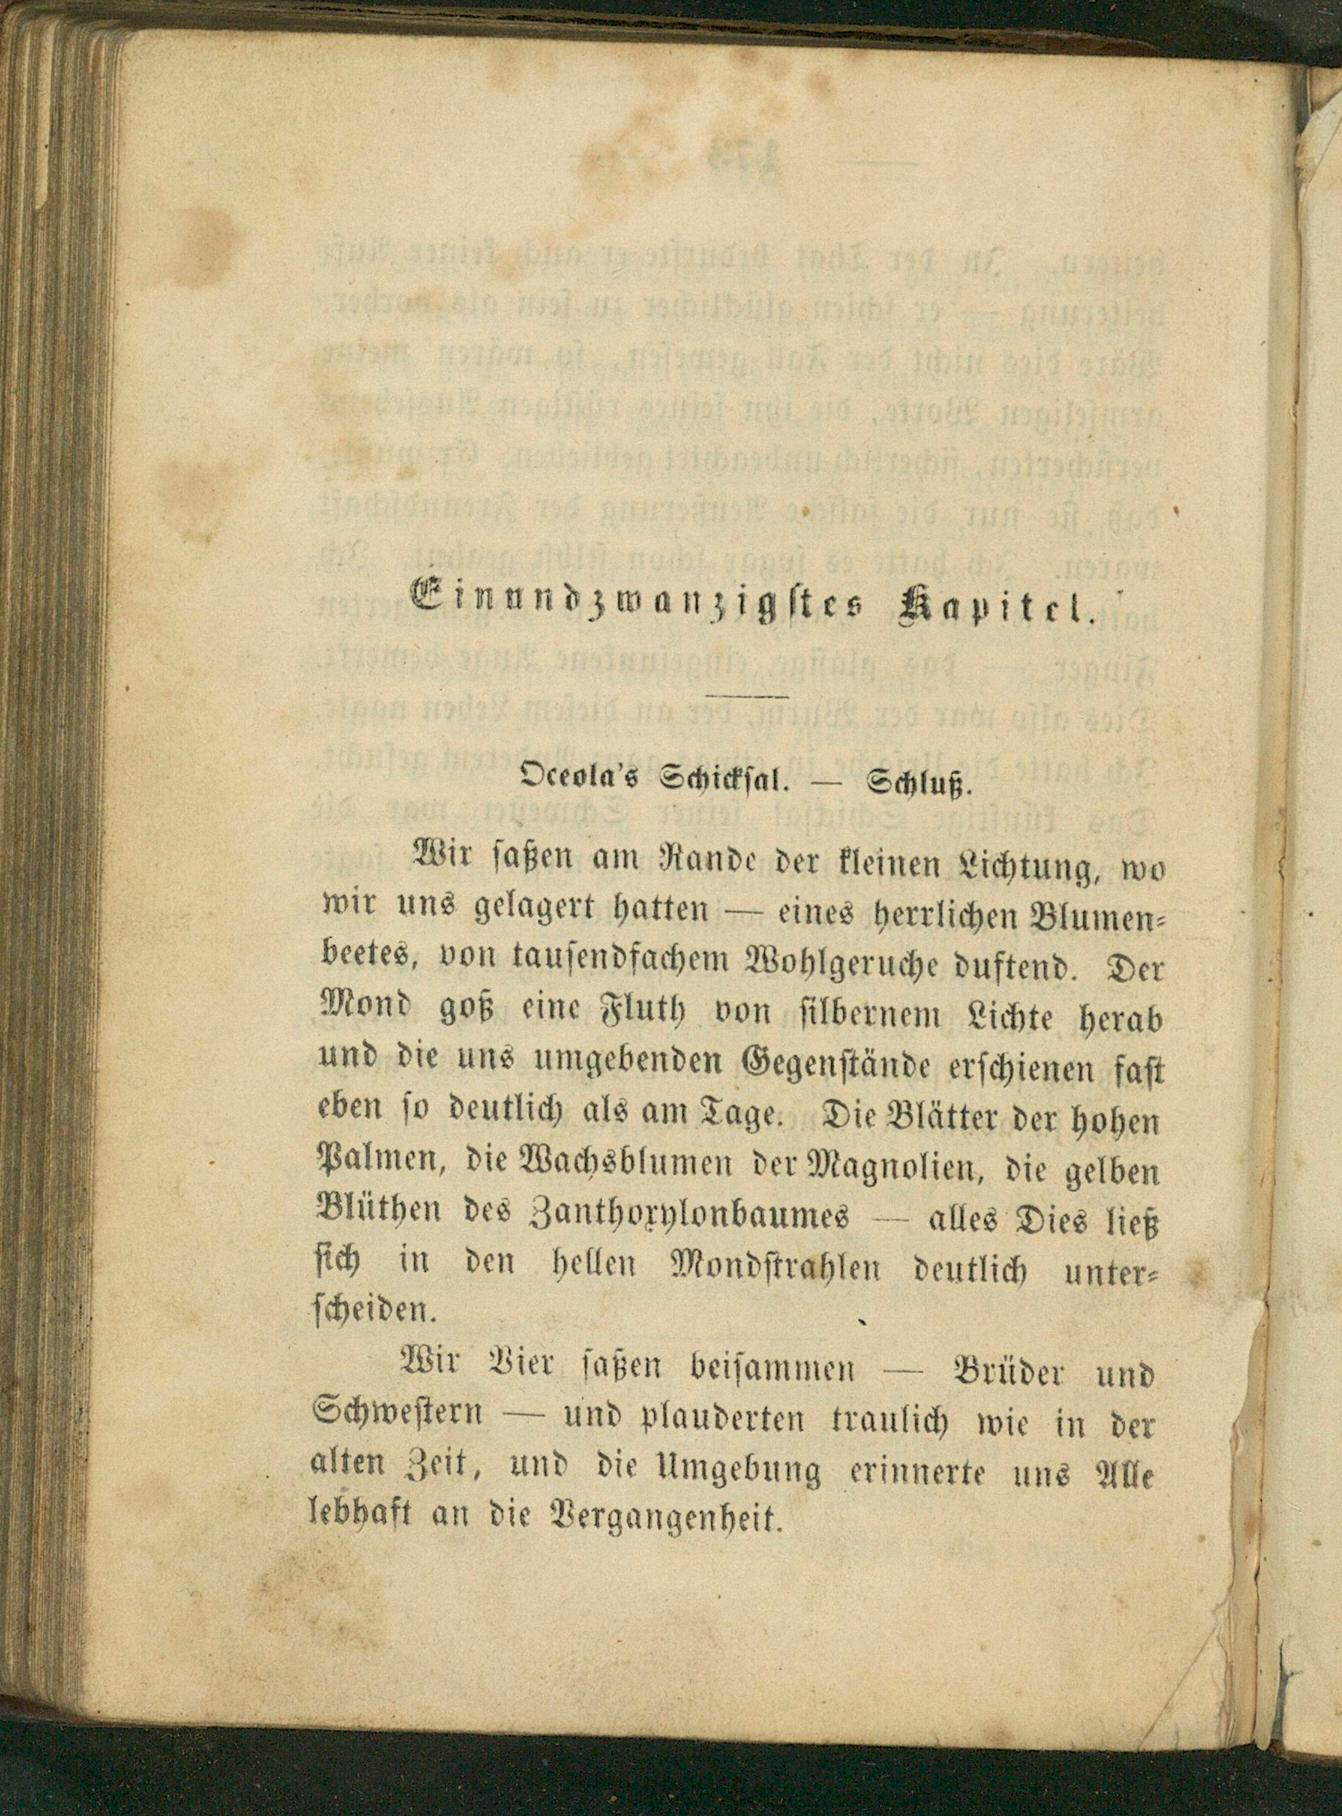 Einundzwanzigstes Kapitel.
Oceola's Schicksal. — Schluß.
Wir saßen am Rande der kleinen Lichtung, wo
wir uns gelagert hatten — eines herrlichen Blumen-
beetes, von tausendfachem Wohlgeruche duftend. Der
Mond goß eine Fluth von silbernem Lichte herab
und die uns umgebenden Gegenstände erschienen fast
eben so deutlich als am Tage. Die Blätter der hohen
Palmen, die Wachsblumen der Magnolien, die gelben
Blüthen des Zanthoxylonbaumes — alles Dies ließ
sich in den hellen Mondstrahlen deutlich unter-
scheiden.
Wir Vier saßen beisammen — Brüder und
Schwestern — und plauderten traulich wie in der
alten Zeit, und die Umgebung erinnerte uns Alle
lebhaft an die Vergangenheit.